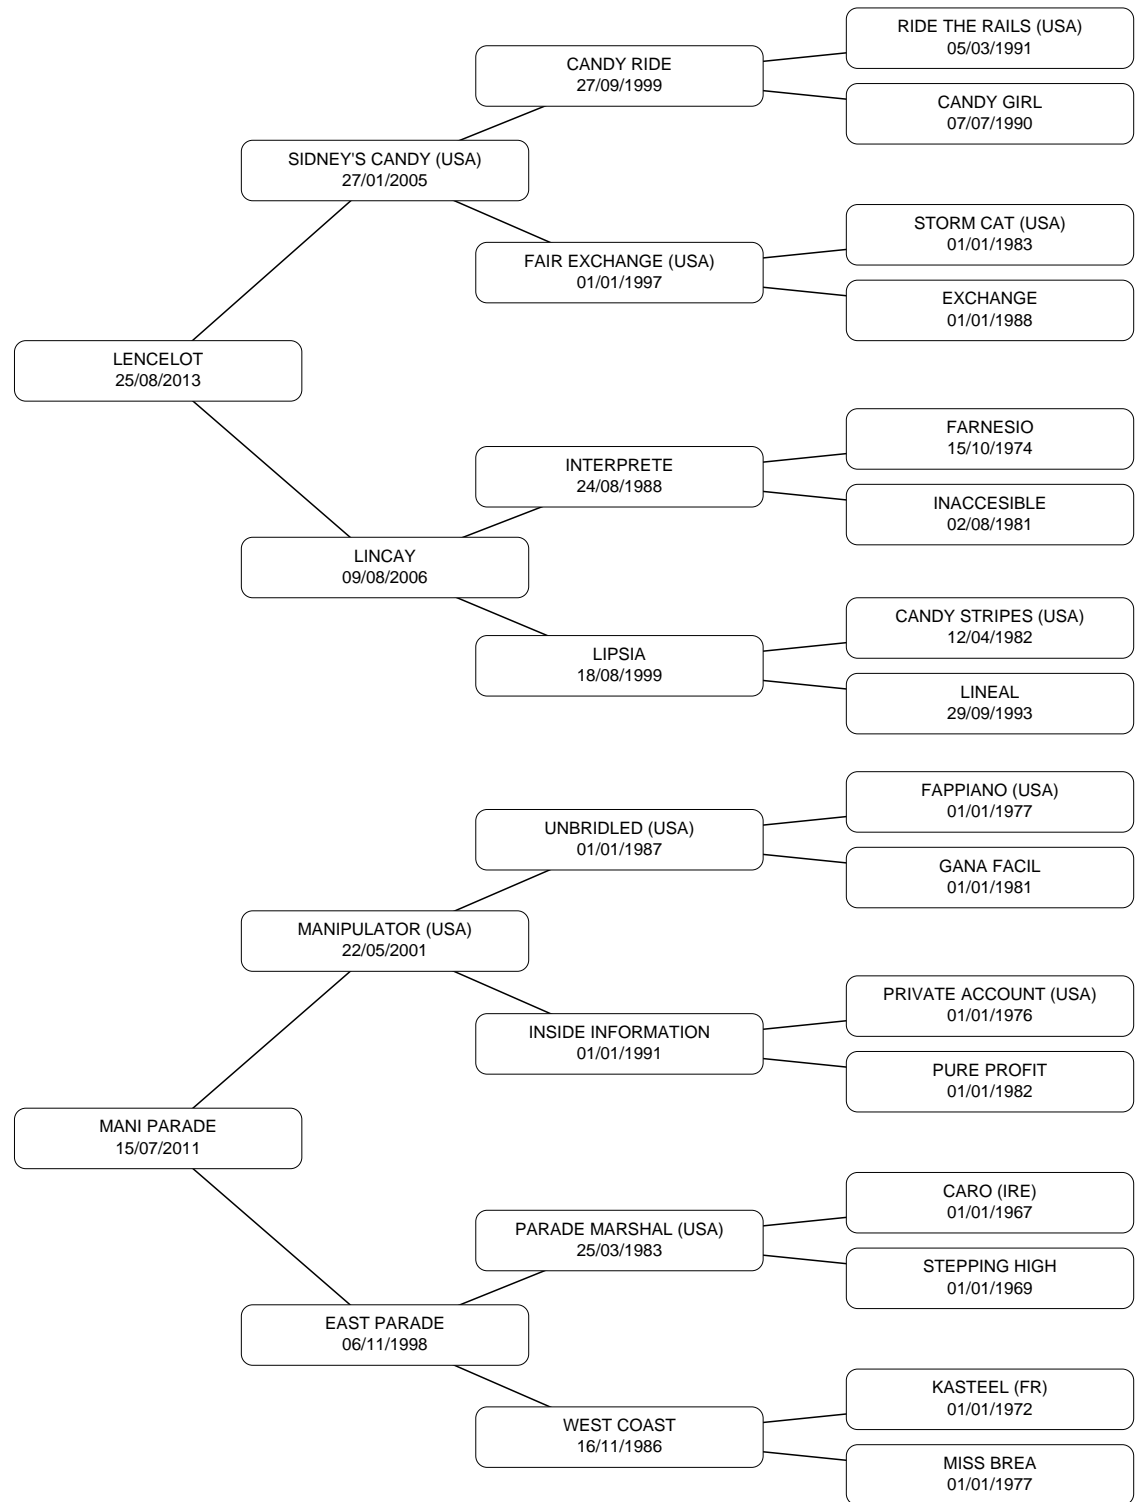 RIDE THE RAILS (USA)
05/03/1991
CANDY RIDE
27/09/1999
CANDY GIRL
07/07/1990
SIDNEY'S CANDY (USA)
27/01/2005
STORM CAT (USA)
01/01/1983
FAIR EXCHANGE (USA)
01/01/1997
EXCHANGE
01/01/1988
LENCELOT
25/08/2013
FARNESIO
15/10/1974
INTERPRETE
24/08/1988
INACCESIBLE
02/08/1981
LINCAY
09/08/2006
CANDY STRIPES (USA)
12/04/1982
LIPSIA
18/08/1999
LINEAL
29/09/1993
FAPPIANO (USA)
01/01/1977
UNBRIDLED (USA)
01/01/1987
GANA FACIL
01/01/1981
MANIPULATOR (USA)
22/05/2001
PRIVATE ACCOUNT (USA)
01/01/1976
INSIDE INFORMATION
01/01/1991
PURE PROFIT
01/01/1982
MANI PARADE
15/07/2011
CARO (IRE)
01/01/1967
PARADE MARSHAL (USA)
25/03/1983
STEPPING HIGH
01/01/1969
EAST PARADE
06/11/1998
KASTEEL (FR)
01/01/1972
WEST COAST
16/11/1986
MISS BREA
01/01/1977